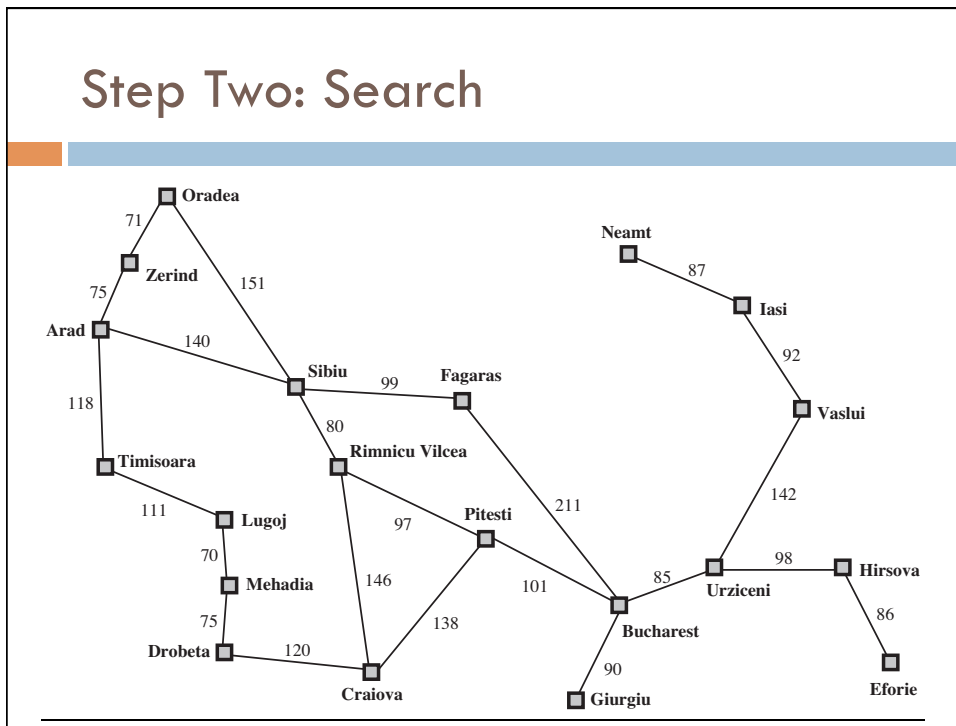 Step Two: Search
Oradea
71
Neamt
Zerind
87
151
75
Iasi
Arad
140
92
Sibiu
99
Fagaras
118
Vaslui
80
Timisoara
Rimnicu Vilcea
111
Lugoj
97
Pitesti
211
142
70
98
Hirsova
Mehadia
146
101
85
Urziceni
75
138
86
Bucharest
Drobeta
120
90
Craiova
Giurgiu
Eforie